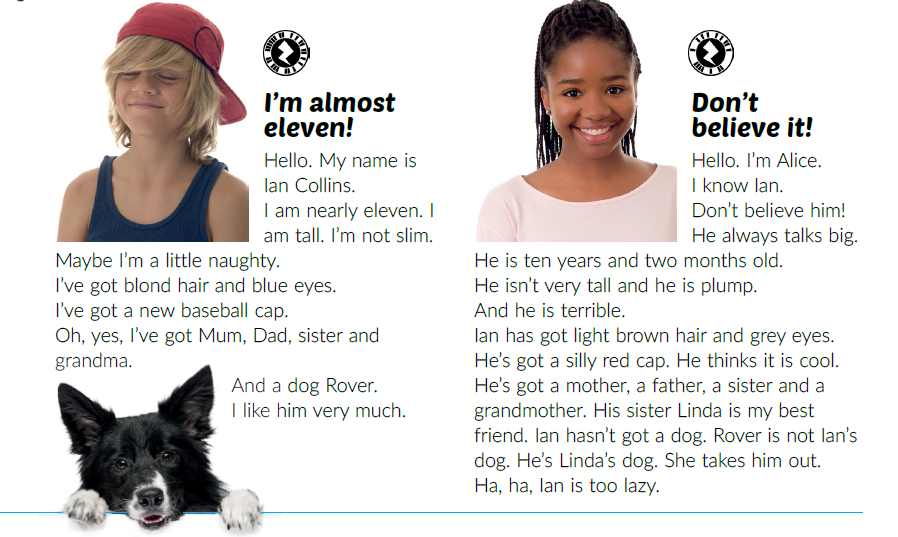 I'm almost
eleven!
Hello. My name is
Ian Collins.
I am nearly eleven. I
am tall. I'm not slim.
Maybe I'm a little naughty.
I've got blond hair and blue eyes.
I've got a new baseball cap.
Oh, yes, I've got Mum, Dad, sister and
grandma.
And a dog Rover.
I like him very much.
Don't
believe it!
Hello. I'm Alice.
I know Ian.
Don't believe him!
He always talks big.
He is ten years and two months old.
He isn't very tall and he is plump.
And he is terrible.
Ian has got light brown hair and grey eyes.
He's got a silly red cap. He thinks it is cool.
He's got a mother, a father, a sister and a
grandmother. His sister Linda is my best
friend. Ian hasn't got a dog. Rover is not Ian's
dog. He's Linda's dog. She takes him out.
Ha, ha, Ian is too lazy.